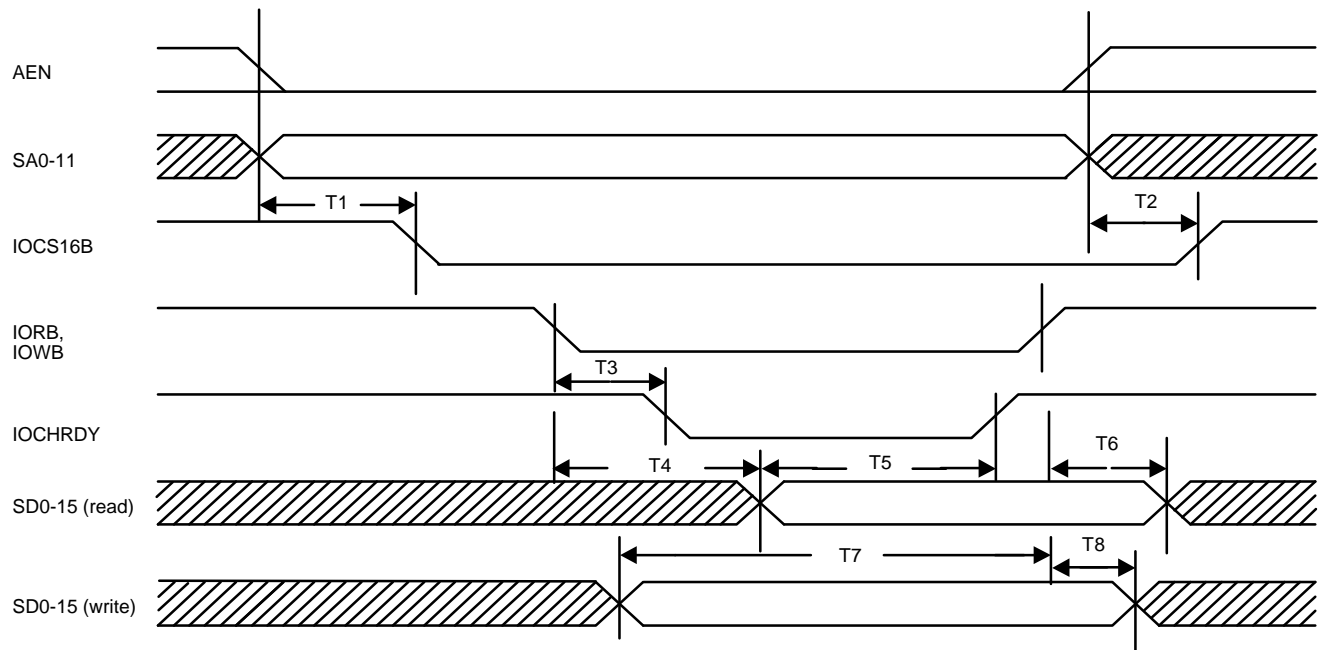 AEN
SA0-11
T1
T2
IOCS16B
IORB,
IOWB
T3
IOCHRDY
T4
T5
T6
SD0-15 (read)
T7
T8
SD0-15 (write)